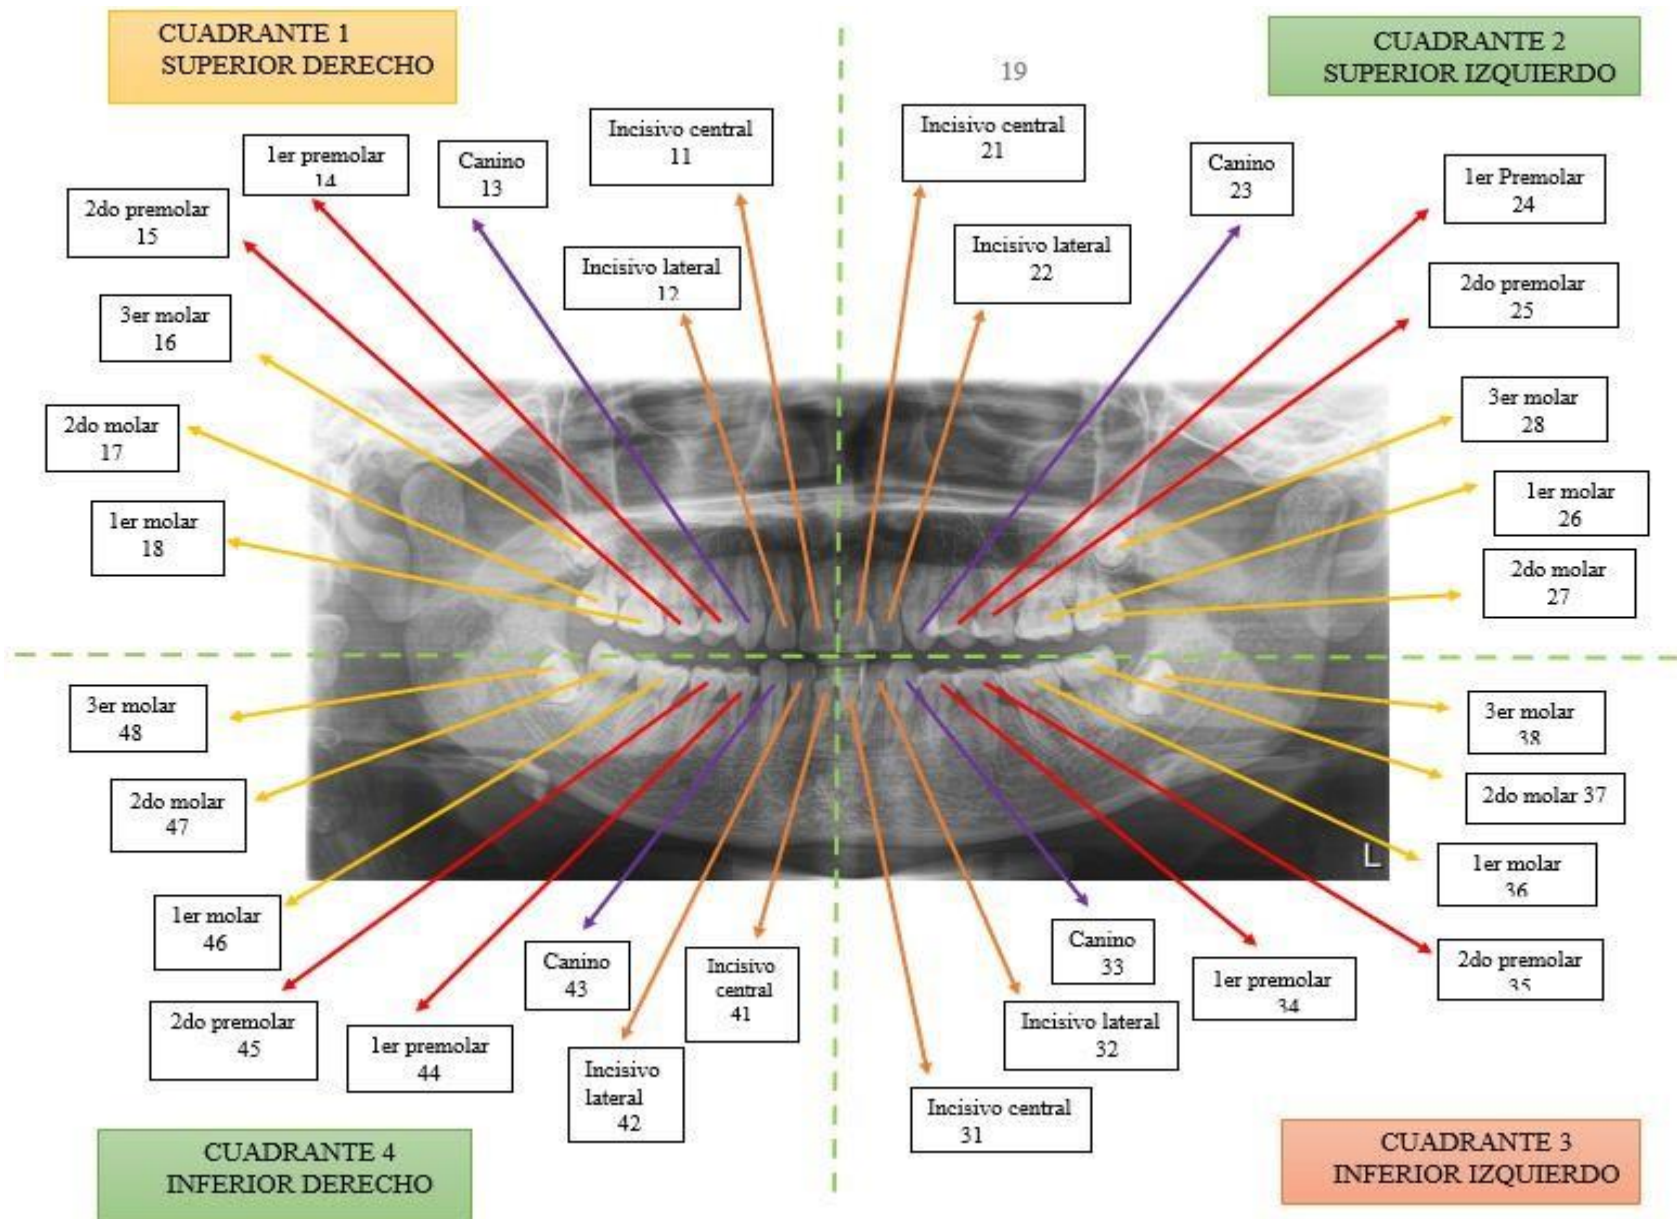 CUADRANTE 1
SUPERIOR DERECHO
CUADRANTE 2
SUPERIOR IZQUIERDO
19
Incisivo central
11
Incisivo central
21
1er premolar
14
Canino
13
Canino
23
1er Premolar
24
2do premolar
15
Incisivo lateral
12
Incisivo lateral
22
2do premolar
25
3er molar
16
3er molar
28
2do molar
17
1er molar
26
1er molar
18
2do molar
27
3er molar
48
3er molar
38
2do molar
47
2do molar 37
L
1er molar
36
1er molar
46
Canino
43
Incisivo
central
41
Canino
33
1er premolar
34
2do premolar
35
2do premolar
45
1er premolar
44
Incisivo
lateral
42
Incisivo lateral
32
Incisivo central
31
CUADRANTE 4
INFERIOR DERECHO
CUADRANTE 3
INFERIOR IZQUIERDO